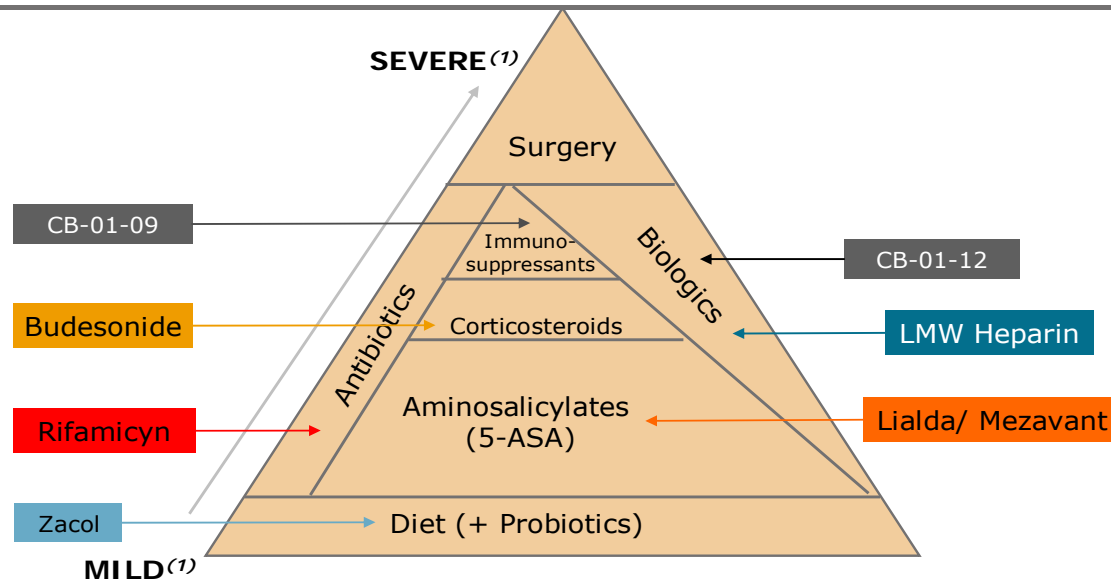 SEVERE(1)
Surgery
CB-01-09
Immuno-
suppressants
Biologics
CB-01-12
Budesonide
Corticosteroids
Antibiotics
LMW Heparin
Aminosalicylates
(5-ASA)
Rifamicyn
Lialda/ Mezavant
Zacol
Diet (+ Probiotics)
MILD(1)